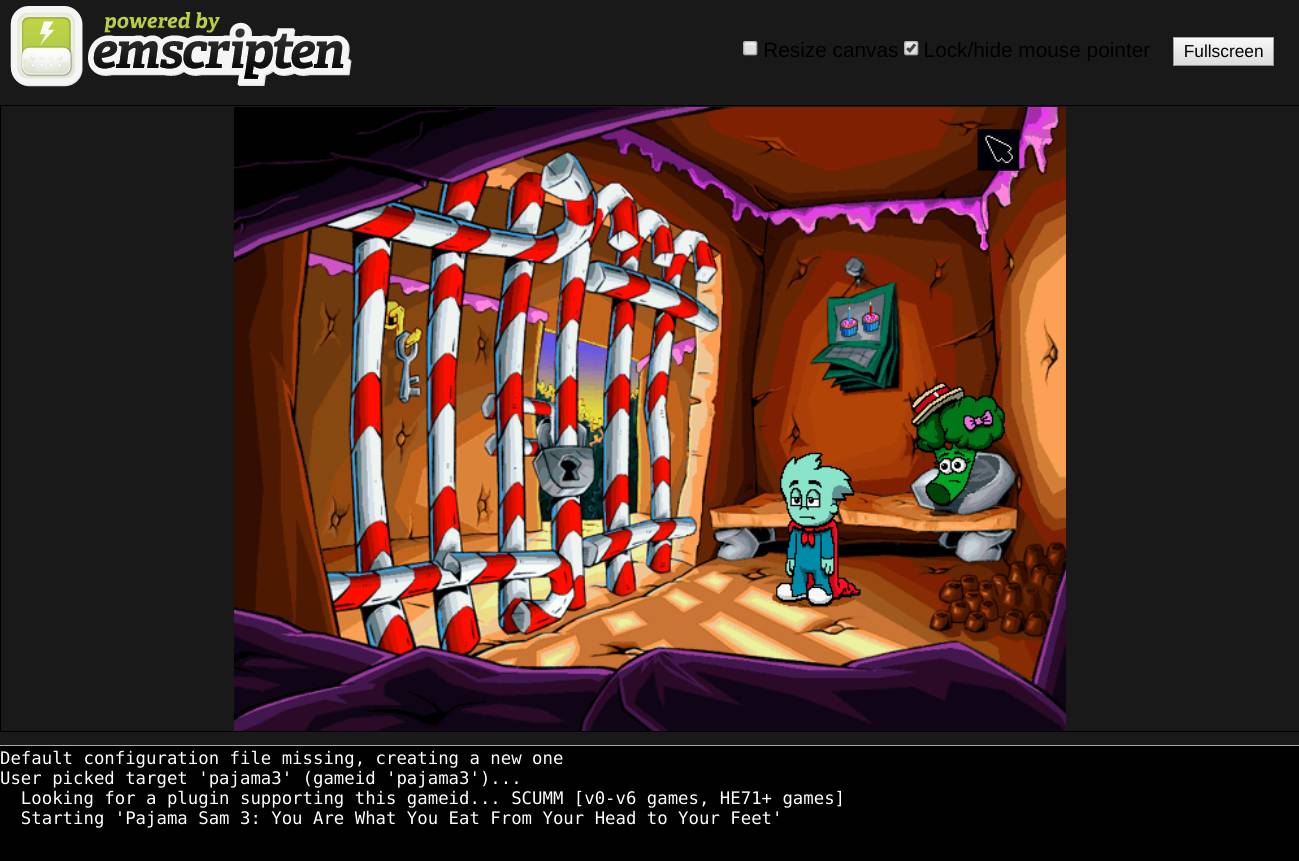 powered by
emscripten
Resize canvas Lock/hide mouse pointer Fullscreen
Default configuration file missing, creating a new one
User picked target 'pajama3' (gameid 'pajama3')...
Looking for a plugin supporting this gameid... SCUMM [v0-v6 games, HE71+ games]
Starting 'Pajama Sam 3: You Are What You Eat From Your Head to Your Feet'